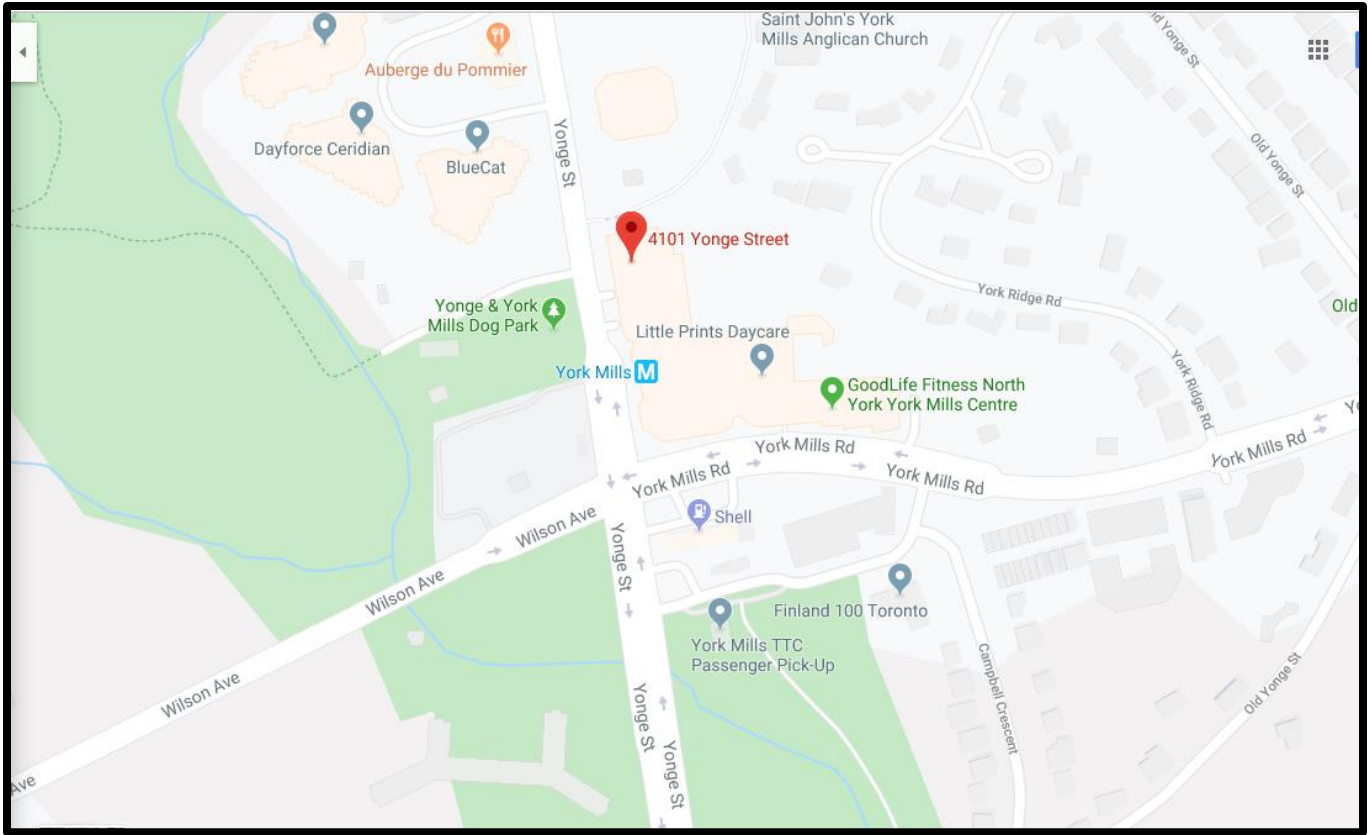 Saint John's York
Mills Anglican Church
Old Yonge St
Auberge du Pommier
Yonge St
Dayforce Ceridian
BlueCat
Old Yonge St
4101 Yonge Street
York Ridge Rd
Yonge & York
Mills Dog Park
Old
Little Prints Daycare
York Mills M
GoodLife Fitness North
York York Mills Centre
York Ridge Rd
York Mills Rd
York Mills Rd
York Mills Rd
York Mills Rd
Wilson Ave
Shell
Yonge St
Wilson Ave
Finland 100 Toronto
York Mills TTC
Passenger Pick-Up
Campbell Crescent
Old Yonge St
Wilson Ave
Yonge St
Yonge St
Ave